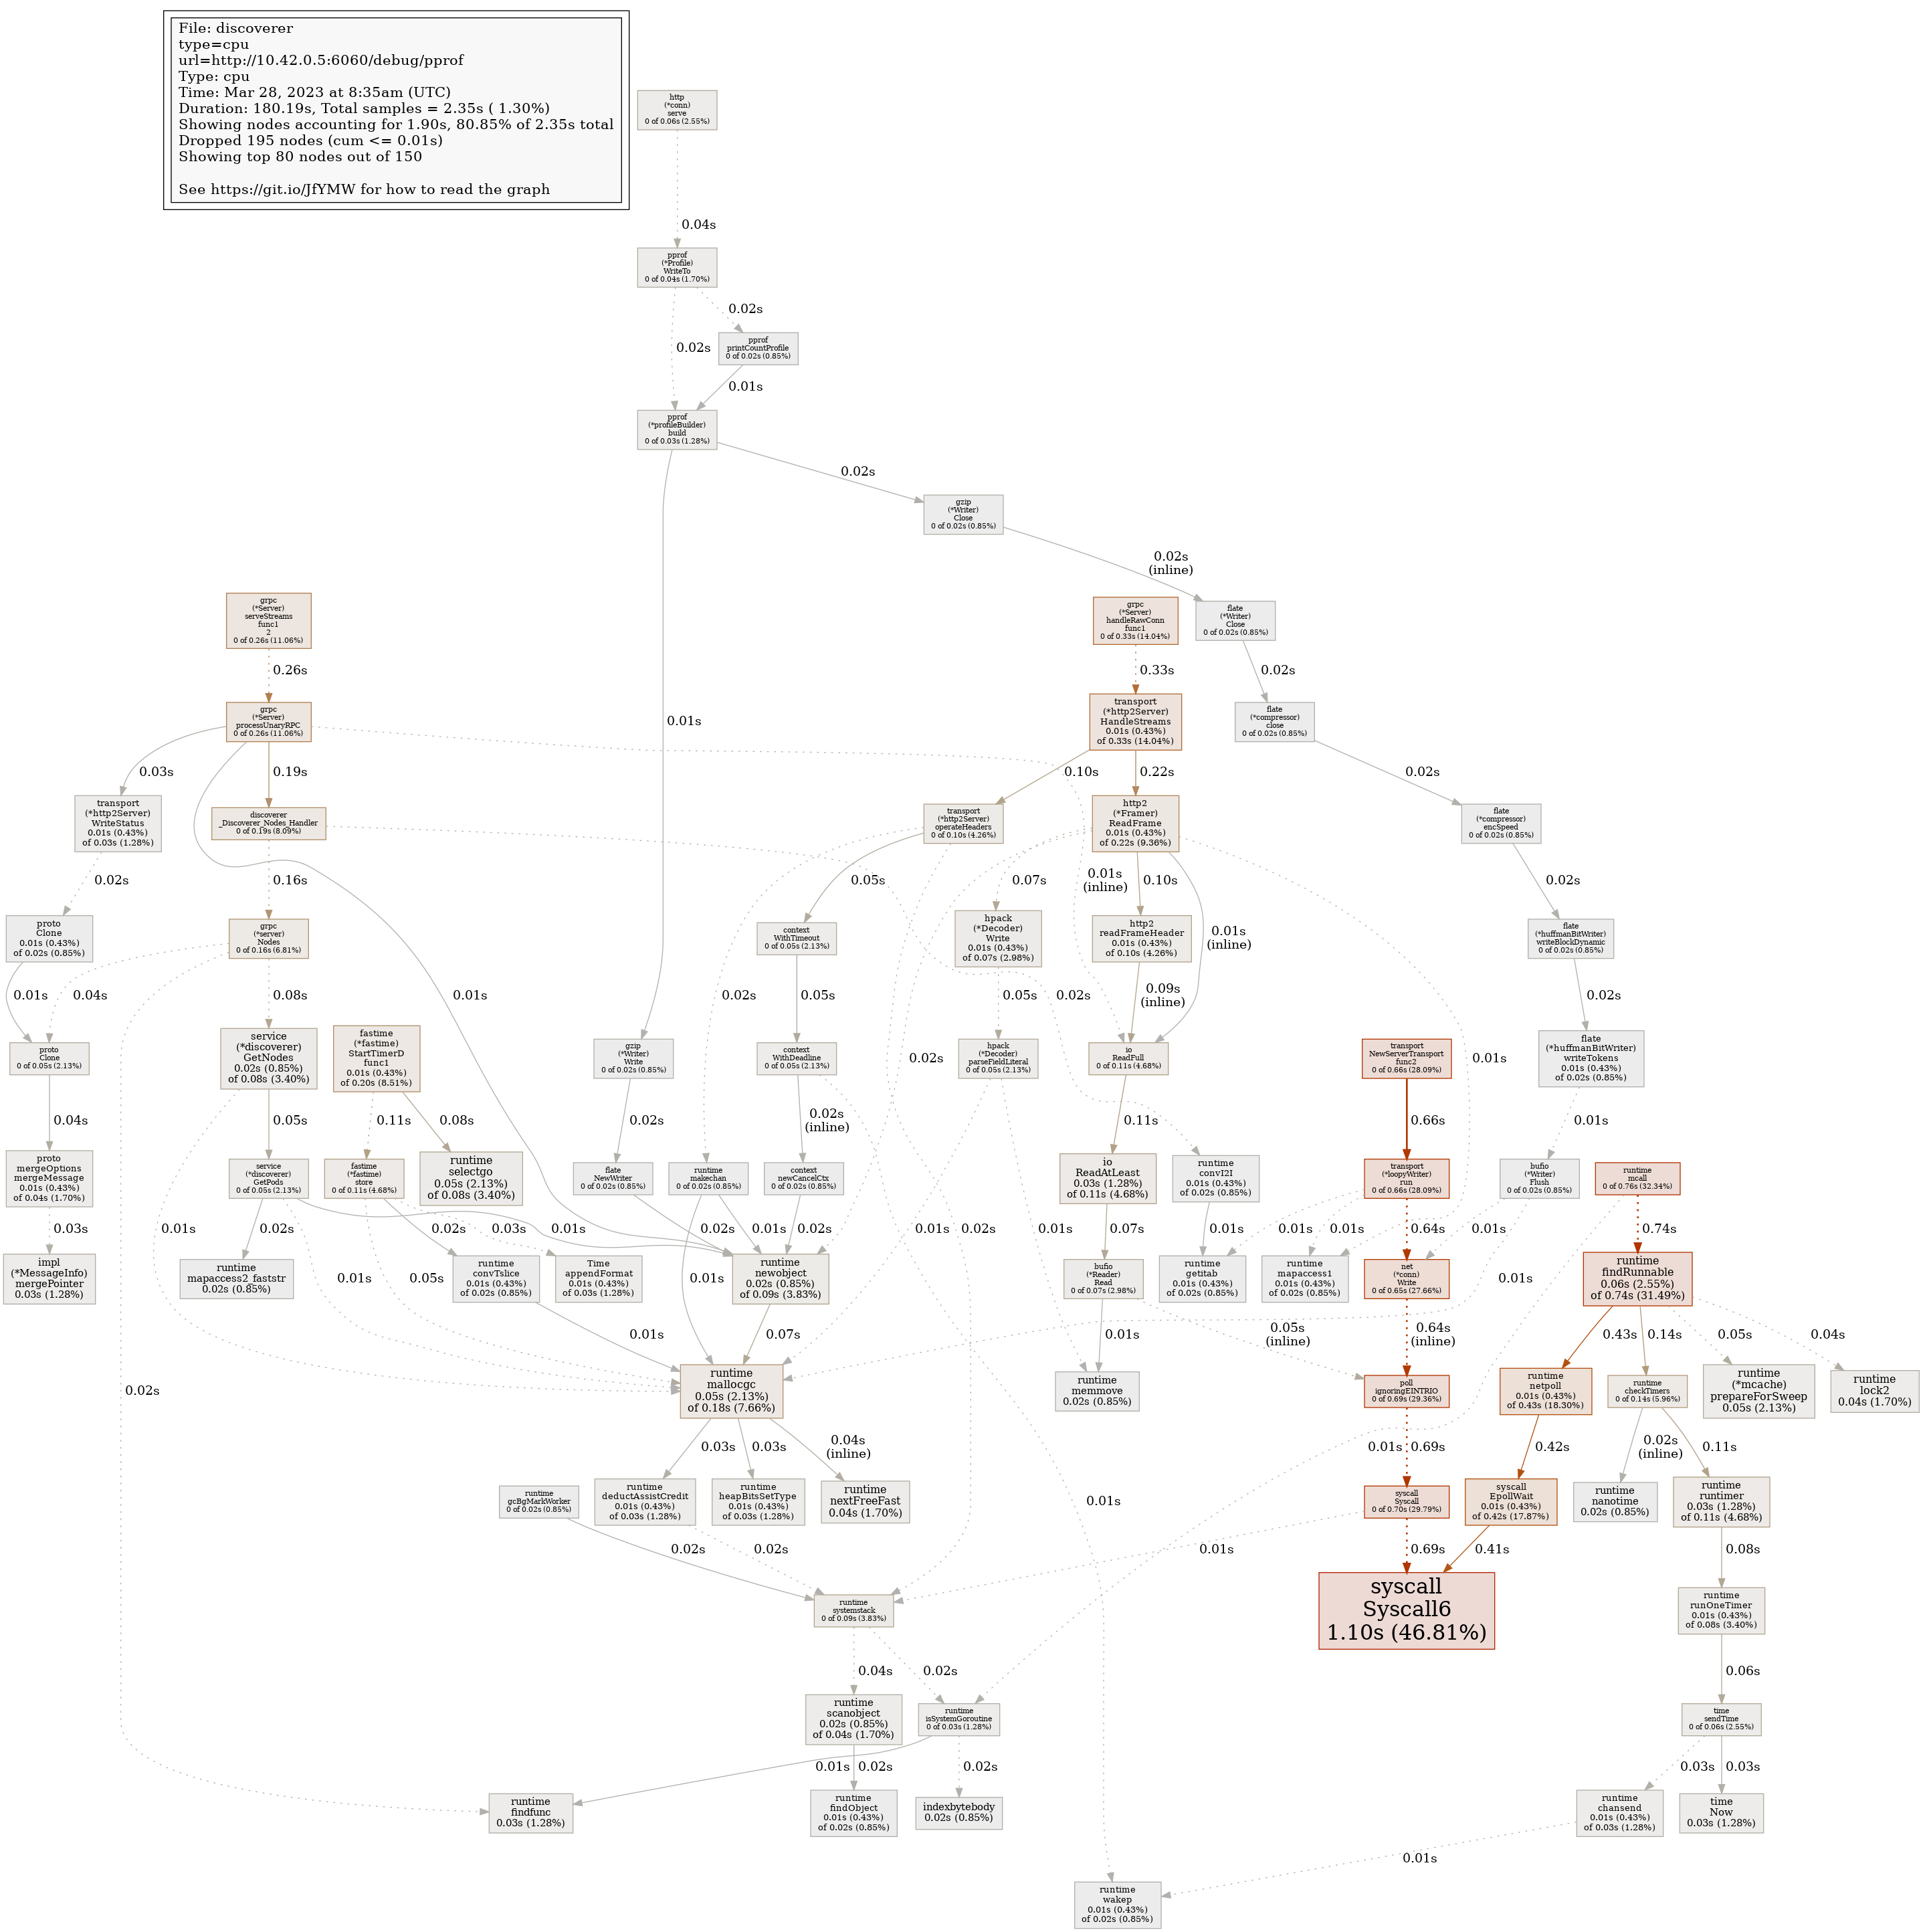 File: discoverer
type=cpu
url=http://10.42.0.5:6060/debug/pprof
Type: cpu
Time: Mar 28, 2023 at 8:35am (UTC)
Duration: 180.19s, Total samples = 2.35s ( 1.30%)
Showing nodes accounting for 1.90s, 80.85% of 2.35s total
Dropped 195 nodes (cum <= 0.01s)
Showing top 80 nodes out of 150
See https://git.io/JfYMW for how to read the graph
http
(*conn)
serve
0 of 0.06s (2.55%)
0.04s
pprof
(*Profile)
WriteTo
0 of 0.04s (1.70%)
0.02s
0.02s
pprof
printCountProfile
0 of 0.02s (0.85%)
0.01s
pprof
(*profileBuilder)
build
0 of 0.03s (1.28%)
0.02s
0.01s
gzip
(*Writer)
Close
0 of 0.02s (0.85%)
0.02s
(inline)
flate
(*Writer)
Close
0 of 0.02s (0.85%)
0.02s
flate
(*compressor)
close
0 of 0.02s (0.85%)
0.02s
flate
(*compressor)
encSpeed
0 of 0.02s (0.85%)
0.02s
flate
(*huffmanBitWriter)
writeBlockDynamic
0 of 0.02s (0.85%)
0.02s
flate
(*huffmanBitWriter)
writeTokens
0.01s (0.43%)
of 0.02s (0.85%)
0.01s
bufio
(*Writer)
Flush
0 of 0.02s (0.85%)
0.01s
0.01s
grpc
(*Server)
serveStreams
func1
2
0 of 0.26s (11.06%)
0.26s
grpc
(*Server)
processUnaryRPC
0 of 0.26s (11.06%)
0.03s
0.19s
0.01s
0.01s
(inline)
transport
(*http2Server)
WriteStatus
0.01s (0.43%)
of 0.03s (1.28%)
0.02s
discoverer
_Discoverer_Nodes_Handler
0 of 0.19s (8.09%)
0.16s
0.02s
proto
Clone
0.01s (0.43%)
of 0.02s (0.85%)
0.01s
grpc
(*server)
Nodes
0 of 0.16s (6.81%)
0.04s
0.08s
0.02s
proto
Clone
0 of 0.05s (2.13%)
0.04s
proto
mergeOptions
mergeMessage
0.01s (0.43%)
of 0.04s (1.70%)
0.03s
impl
(*MessageInfo)
mergePointer
0.03s (1.28%)
service
(*discoverer)
GetNodes
0.02s (0.85%)
of 0.08s (3.40%)
0.05s
0.01s
service
(*discoverer)
GetPods
0 of 0.05s (2.13%)
0.02s
0.01s
0.01s
runtime
mapaccess2_faststr
0.02s (0.85%)
fastime
(*fastime)
StartTimerD
func1
0.01s (0.43%)
of 0.20s (8.51%)
0.11s
0.08s
fastime
(*fastime)
store
0 of 0.11s (4.68%)
0.05s
0.02s
0.03s
runtime
selectgo
0.05s (2.13%)
of 0.08s (3.40%)
runtime
convTslice
0.01s (0.43%)
of 0.02s (0.85%)
0.01s
Time
appendFormat
0.01s (0.43%)
of 0.03s (1.28%)
gzip
(*Writer)
Write
0 of 0.02s (0.85%)
0.02s
flate
NewWriter
0 of 0.02s (0.85%)
0.02s
runtime
makechan
0 of 0.02s (0.85%)
0.01s
0.01s
context
newCancelCtx
0 of 0.02s (0.85%)
0.02s
runtime
newobject
0.02s (0.85%)
of 0.09s (3.83%)
0.07s
runtime
mallocgc
0.05s (2.13%)
of 0.18s (7.66%)
0.03s
0.03s
0.04s
(inline)
runtime
gcBgMarkWorker
0 of 0.02s (0.85%)
0.02s
runtime
deductAssistCredit
0.01s (0.43%)
of 0.03s (1.28%)
0.02s
runtime
heapBitsSetType
0.01s (0.43%)
of 0.03s (1.28%)
runtime
nextFreeFast
0.04s (1.70%)
grpc
(*Server)
handleRawConn
func1
0 of 0.33s (14.04%)
0.33s
transport
(*http2Server)
HandleStreams
0.01s (0.43%)
of 0.33s (14.04%)
0.10s
0.22s
transport
(*http2Server)
operateHeaders
0 of 0.10s (4.26%)
0.02s
0.05s
0.02s
http2
(*Framer)
ReadFrame
0.01s (0.43%)
of 0.22s (9.36%)
0.07s
0.10s
0.01s
(inline)
0.02s
0.01s
context
WithTimeout
0 of 0.05s (2.13%)
0.05s
context
WithDeadline
0 of 0.05s (2.13%)
0.02s
(inline)
0.01s
hpack
(*Decoder)
Write
0.01s (0.43%)
of 0.07s (2.98%)
0.05s
hpack
(*Decoder)
parseFieldLiteral
0 of 0.05s (2.13%)
0.01s
0.01s
http2
readFrameHeader
0.01s (0.43%)
of 0.10s (4.26%)
0.09s
(inline)
io
ReadFull
0 of 0.11s (4.68%)
0.11s
io
ReadAtLeast
0.03s (1.28%)
of 0.11s (4.68%)
0.07s
bufio
(*Reader)
Read
0 of 0.07s (2.98%)
0.01s
0.05s
(inline)
runtime
memmove
0.02s (0.85%)
runtime
convI2I
0.01s (0.43%)
of 0.02s (0.85%)
0.01s
runtime
getitab
0.01s (0.43%)
of 0.02s (0.85%)
runtime
mapaccess1
0.01s (0.43%)
of 0.02s (0.85%)
transport
NewServerTransport
func2
0 of 0.66s (28.09%)
0.66s
transport
(*loopyWriter)
run
0 of 0.66s (28.09%)
0.01s
0.01s
0.64s
net
(*conn)
Write
0 of 0.65s (27.66%)
0.64s
(inline)
poll
ignoringEINTRIO
0 of 0.69s (29.36%)
0.69s
syscall
Syscall
0 of 0.70s (29.79%)
0.01s
0.69s
runtime
mcall
0 of 0.76s (32.34%)
0.74s
0.01s
runtime
findRunnable
0.06s (2.55%)
of 0.74s (31.49%)
0.43s
0.14s
0.05s
0.04s
runtime
netpoll
0.01s (0.43%)
of 0.43s (18.30%)
0.42s
syscall
EpollWait
0.01s (0.43%)
of 0.42s (17.87%)
0.41s
syscall
Syscall6
1.10s (46.81%)
runtime
checkTimers
0 of 0.14s (5.96%)
0.02s
(inline)
0.11s
runtime
(*mcache)
prepareForSweep
0.05s (2.13%)
runtime
lock2
0.04s (1.70%)
runtime
nanotime
0.02s (0.85%)
runtime
runtimer
0.03s (1.28%)
of 0.11s (4.68%)
0.08s
runtime
runOneTimer
0.01s (0.43%)
of 0.08s (3.40%)
0.06s
time
sendTime
0 of 0.06s (2.55%)
0.03s
0.03s
runtime
chansend
0.01s (0.43%)
of 0.03s (1.28%)
0.01s
time
Now
0.03s (1.28%)
runtime
systemstack
0 of 0.09s (3.83%)
0.04s
0.02s
runtime
scanobject
0.02s (0.85%)
of 0.04s (1.70%)
0.02s
runtime
isSystemGoroutine
0 of 0.03s (1.28%)
0.01s
0.02s
runtime
findfunc
0.03s (1.28%)
runtime
findObject
0.01s (0.43%)
of 0.02s (0.85%)
indexbytebody
0.02s (0.85%)
runtime
wakep
0.01s (0.43%)
of 0.02s (0.85%)